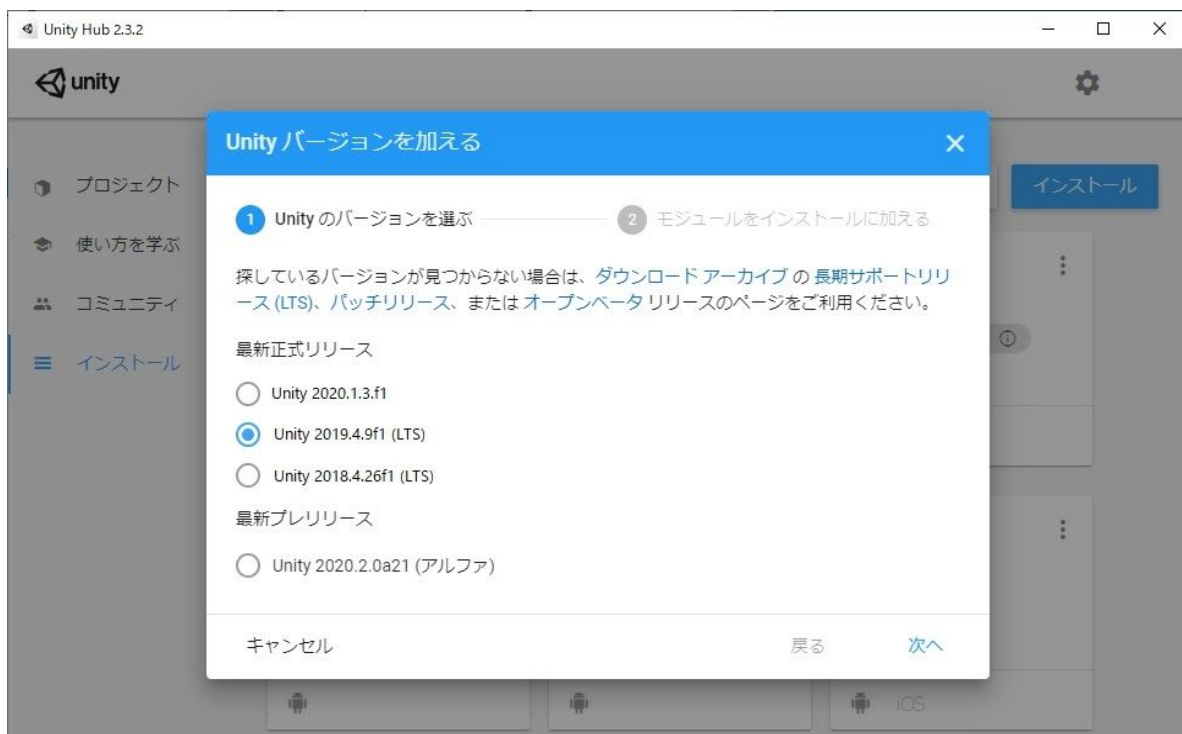 Unity Hub 2.3.2
unity
Unity バージョンを加える
プロジェクト
使い方を学ぶ
コミュニティ
インストール
インストール
1 Unity のバージョンを選ぶ
2 モジュールをインストールに加える
探しているバージョンが見つからない場合は、ダウンロード アーカイブ の 長期サポートリリ
ース (LTS)、パッチリリース、または オープンベータ リリースのページをご利用ください。
最新正式リリース
Unity 2020.1.3.f1
Unity 2019.4.9f1 (LTS)
Unity 2018.4.26f1 (LTS)
最新プレリリース
Unity 2020.2.0a21 (アルファ)
キャンセル
戻る
次へ
iOS